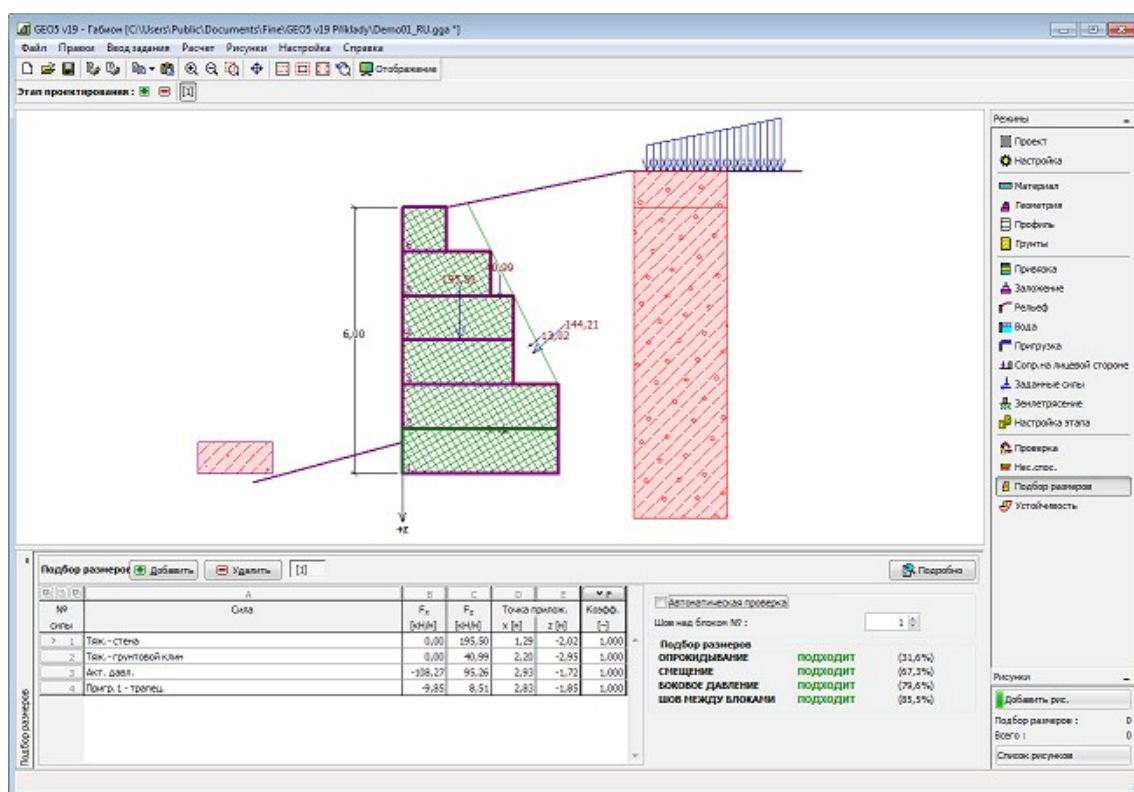 GEO5 v19 - Габион [C:\Users\Public\Documents\Fine\GEO5 v19 Priklady\Demo01_RU.gga *]
Файл Правки Ввод задания Расчет Рисунки Настройка Справка
Отображение
Этап проектирования : [1]
6,00
195,50
40,99
144,21
13,02
+z
Режимы
Проект
Настройка
Материал
Геометрия
Профиль
Грунты
Привязка
Заложение
Рельеф
Вода
Пригрузка
Сопр.на лицевой стороне
Заданные силы
Землетрясение
Настройка этапа
Проверка
Нес.спос.
Подбор размеров
Устойчивость
Подбор размеров Добавить Удалить [1] Подробно
A B C D E F
№ силы Сила Fx [кН/м] Fz [кН/м] Точка прилож. x [м] z [м] Коэфф. [-]
> 1 Тяж.- стена 0,00 195,50 1,29 -2,02 1,000
2 Тяж.- грунтовой клин 0,00 40,99 2,20 -2,95 1,000
3 Акт. давл. -108,27 95,26 2,93 -1,72 1,000
4 Пригр. 1 - трапец. -9,85 8,51 2,83 -1,85 1,000
Автоматическая проверка
Шов над блоком № : 1
Подбор размеров
ОПРОКИДЫВАНИЕ ПОДХОДИТ (31,6%)
СМЕЩЕНИЕ ПОДХОДИТ (67,3%)
БОКОВОЕ ДАВЛЕНИЕ ПОДХОДИТ (79,6%)
ШОВ МЕЖДУ БЛОКАМИ ПОДХОДИТ (85,5%)
Подбор размеров
Рисунки
Добавить рис.
Подбор размеров : 0
Всего : 0
Список рисунков